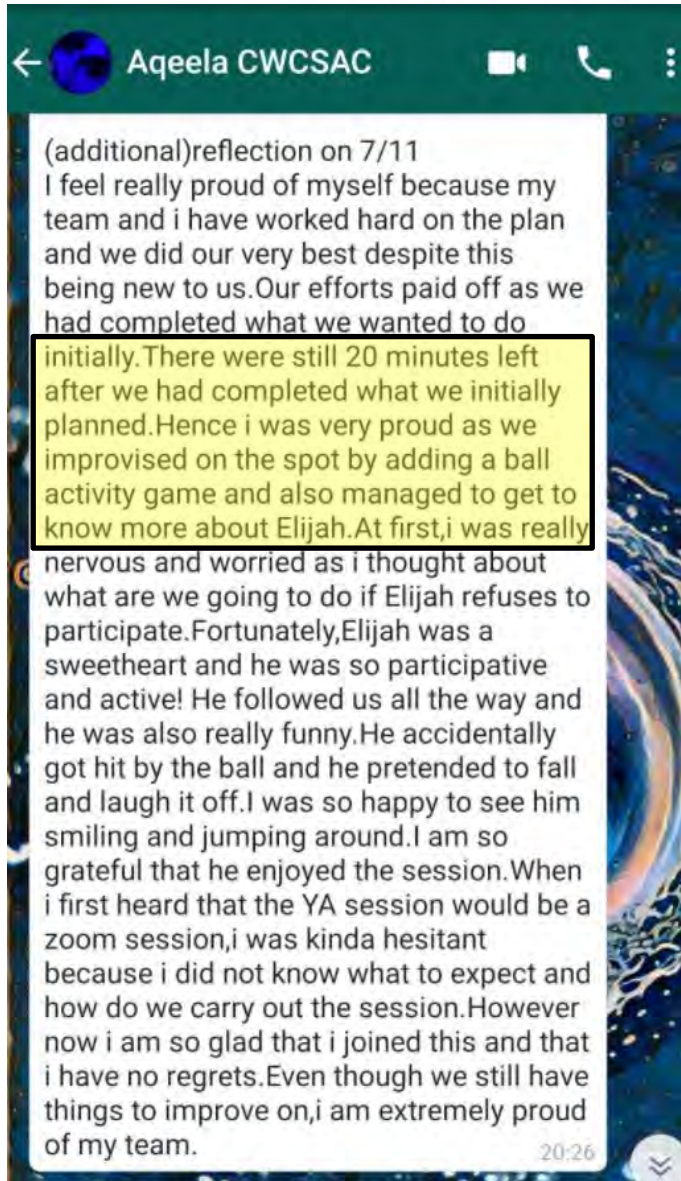 Aqeela CWCSAC
(additional)reflection on 7/11
I feel really proud of myself because my
team and i have worked hard on the plan
and we did our very best despite this
being new to us.Our efforts paid off as we
had completed what we wanted to do
initially.There were still 20 minutes left
after we had completed what we initially
planned.Hence i was very proud as we
improvised on the spot by adding a ball
activity game and also managed to get to
know more about Elijah.At first,i was really
nervous and worried as i thought about
what are we going to do if Elijah refuses to
participate.Fortunately,Elijah was a
sweetheart and he was so participative
and active! He followed us all the way and
he was also really funny.He accidentally
got hit by the ball and he pretended to fall
and laugh it off.I was so happy to see him
smiling and jumping around.I am so
grateful that he enjoyed the session.When
i first heard that the YA session would be a
zoom session,i was kinda hesitant
because i did not know what to expect and
how do we carry out the session.However
now i am so glad that i joined this and that
i have no regrets.Even though we still have
things to improve on,i am extremely proud
of my team.
20:26